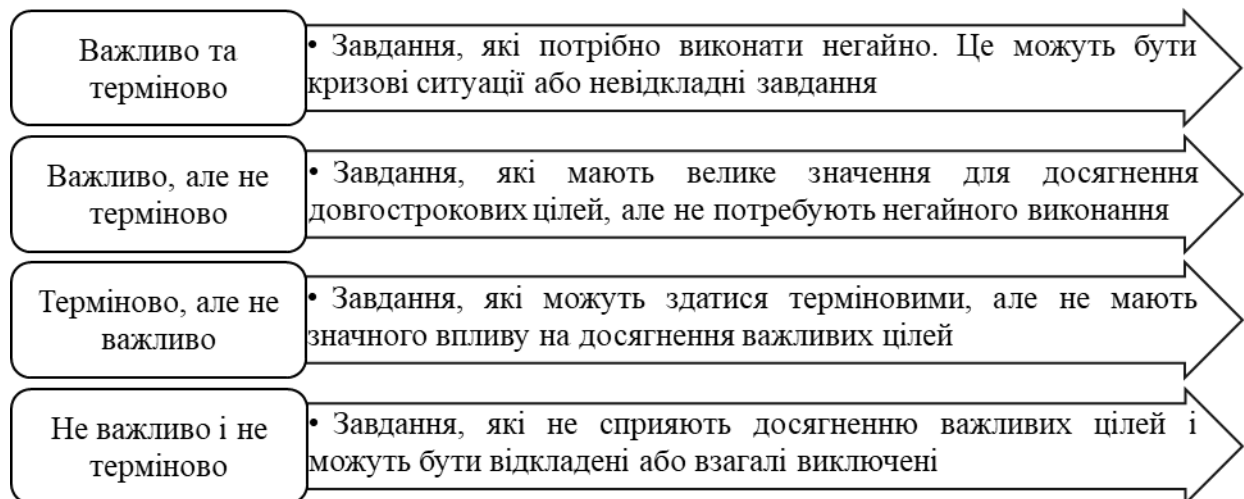 Важливо та
терміново
• Завдання, які потрібно виконати негайно. Це можуть бути
кризові ситуації або невідкладні завдання
Важливо, але не
терміново
• Завдання, які мають велике значення для досягнення
довгострокових цілей, але не потребують негайного виконання
Терміново, але не
важливо
• Завдання, які можуть здатися терміновими, але не мають
значного впливу на досягнення важливих цілей
Не важливо і не
терміново
• Завдання, які не сприяють досягненню важливих цілей і
можуть бути відкладені або взагалі виключені